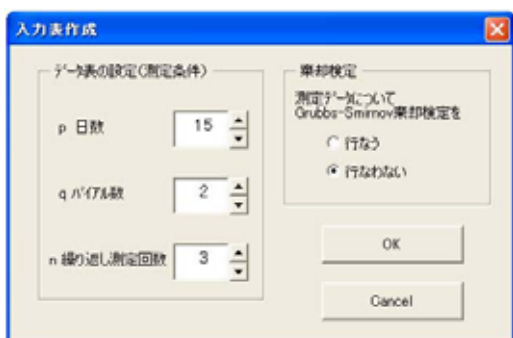 入力表作成
データ表の設定(測定条件)
p 日数
15
q バイアル数
2
n 繰り返し測定回数
3
棄却検定
測定データについて
Grubbs-Smirnov棄却検定を
行なう
行なわない
OK
Cancel